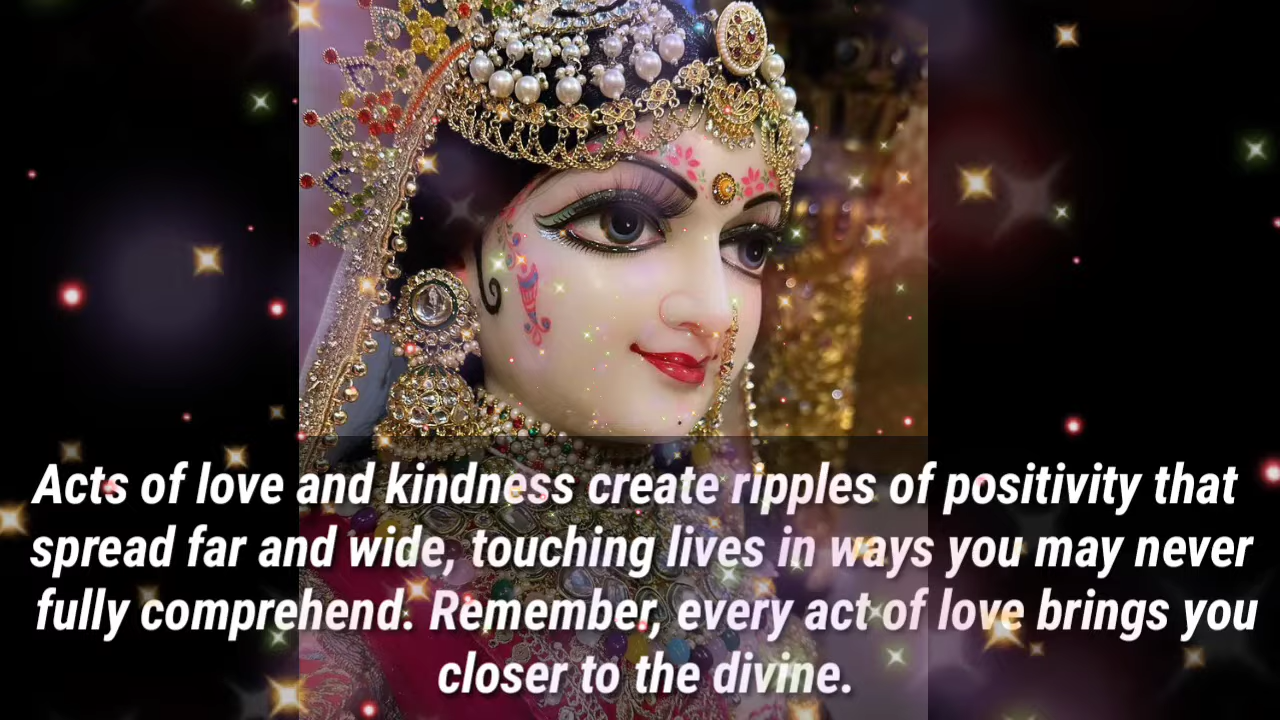 Acts of love and kindness create ripples of positivity that
spread far and wide, touching lives in ways you may never
fully comprehend. Remember, every act of love brings you
closer to the divine.